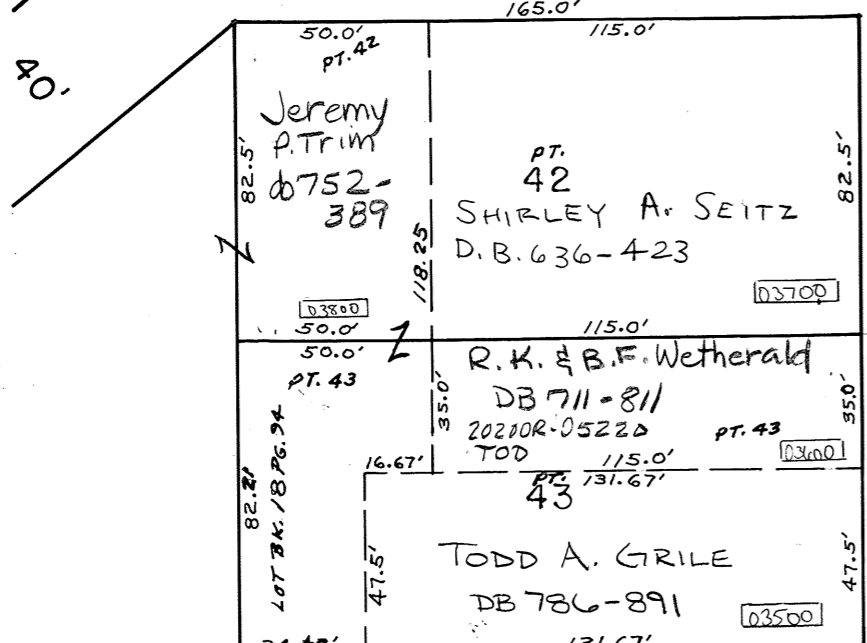 165.0'
50.0'
115.0'
PT. 42
40.
Jeremy
P. Trim
db752-
389
82.5'
PT.
42
SHIRLEY A. SEITZ
D.B. 636-423
82.5'
118.25
03800
03700
50.0'
115.0'
50.0'
PT. 43
R.K. & B.F. Wetherald
DB 711-811
20200R-05220
TOD
35.0'
PT. 43
35.0'
03600
16.67'
115.0'
131.67'
PT.
43
LOT BK. 18 PG. 94
47.5'
TODD A. GRILE
DB 786-891
47.5'
03500
131.67'